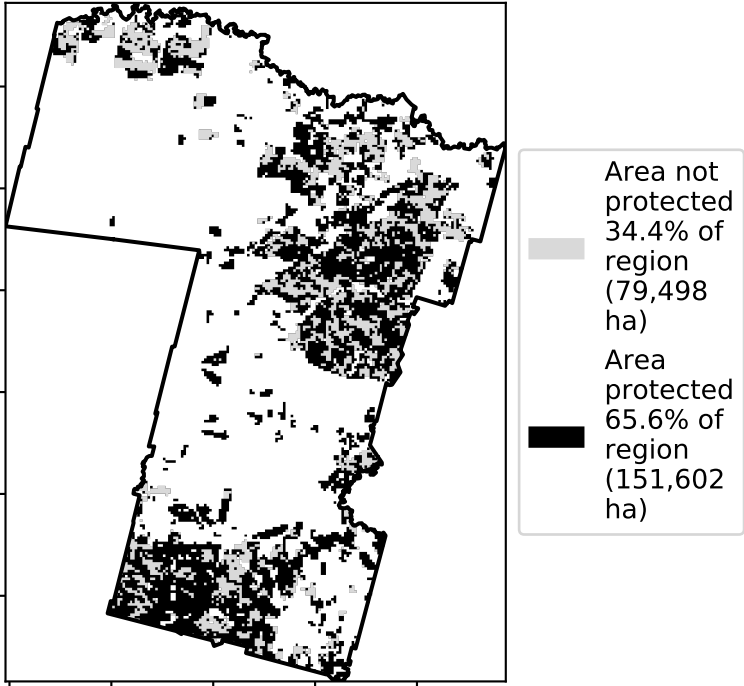 Area not
protected
34.4% of
region
(79,498
ha)
Area
protected
65.6% of
region
(151,602
ha)